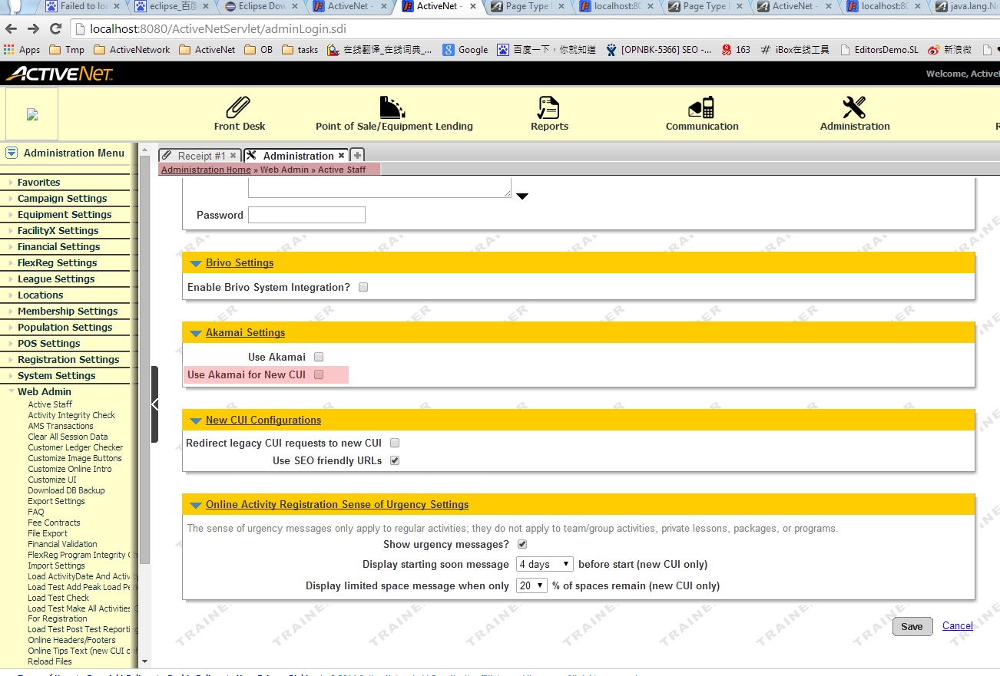 Failed to lo
eclipse_百度
Eclipse Dow
ActiveNet -
ActiveNet -
Page Type
localhost:80
Page Type
ActiveNet -
localhost:80
java.lang.N
localhost:8080/ActiveNetServlet/adminLogin.sdi
Apps Tmp ActiveNetwork ActiveNet OB tasks 在线翻译_在线词典_... Google 百度一下，你就知道 [OPNBK-5366] SEO -... 163 iBox在线工具 EditorsDemo.SL 新浪微
ACTIVENet
Welcome, Active
Front Desk
Point of Sale/Equipment Lending
Reports
Communication
Administration
Administration Menu
Receipt #1
Administration
Administration Home » Web Admin » Active Staff
Favorites
Campaign Settings
Equipment Settings
FacilityX Settings
Financial Settings
FlexReg Settings
League Settings
Locations
Membership Settings
Population Settings
POS Settings
Registration Settings
System Settings
Web Admin
Active Staff
Activity Integrity Check
AMS Transactions
Clear All Session Data
Customer Ledger Checker
Customize Image Buttons
Customize Online Intro
Customize UI
Download DB Backup
Export Settings
FAQ
Fee Contracts
File Export
Financial Validation
FlexReg Program Integrity Ch
Import Settings
Load ActivityDate And Activity
Load Test Add Peak Load Pe
Load Test Check
Load Test Make All Activities
For Registration
Load Test Post Test Reporting
Online Headers/Footers
Online Tips Text (new CUI on
Reload Files
Password
Brivo Settings
Enable Brivo System Integration?
Akamai Settings
Use Akamai
Use Akamai for New CUI
New CUI Configurations
Redirect legacy CUI requests to new CUI
Use SEO friendly URLs
Online Activity Registration Sense of Urgency Settings
The sense of urgency messages only apply to regular activities; they do not apply to team/group activities, private lessons, packages, or programs.
Show urgency messages?
Display starting soon message 4 days before start (new CUI only)
Display limited space message when only 20 % of spaces remain (new CUI only)
Save Cancel
TRAINER